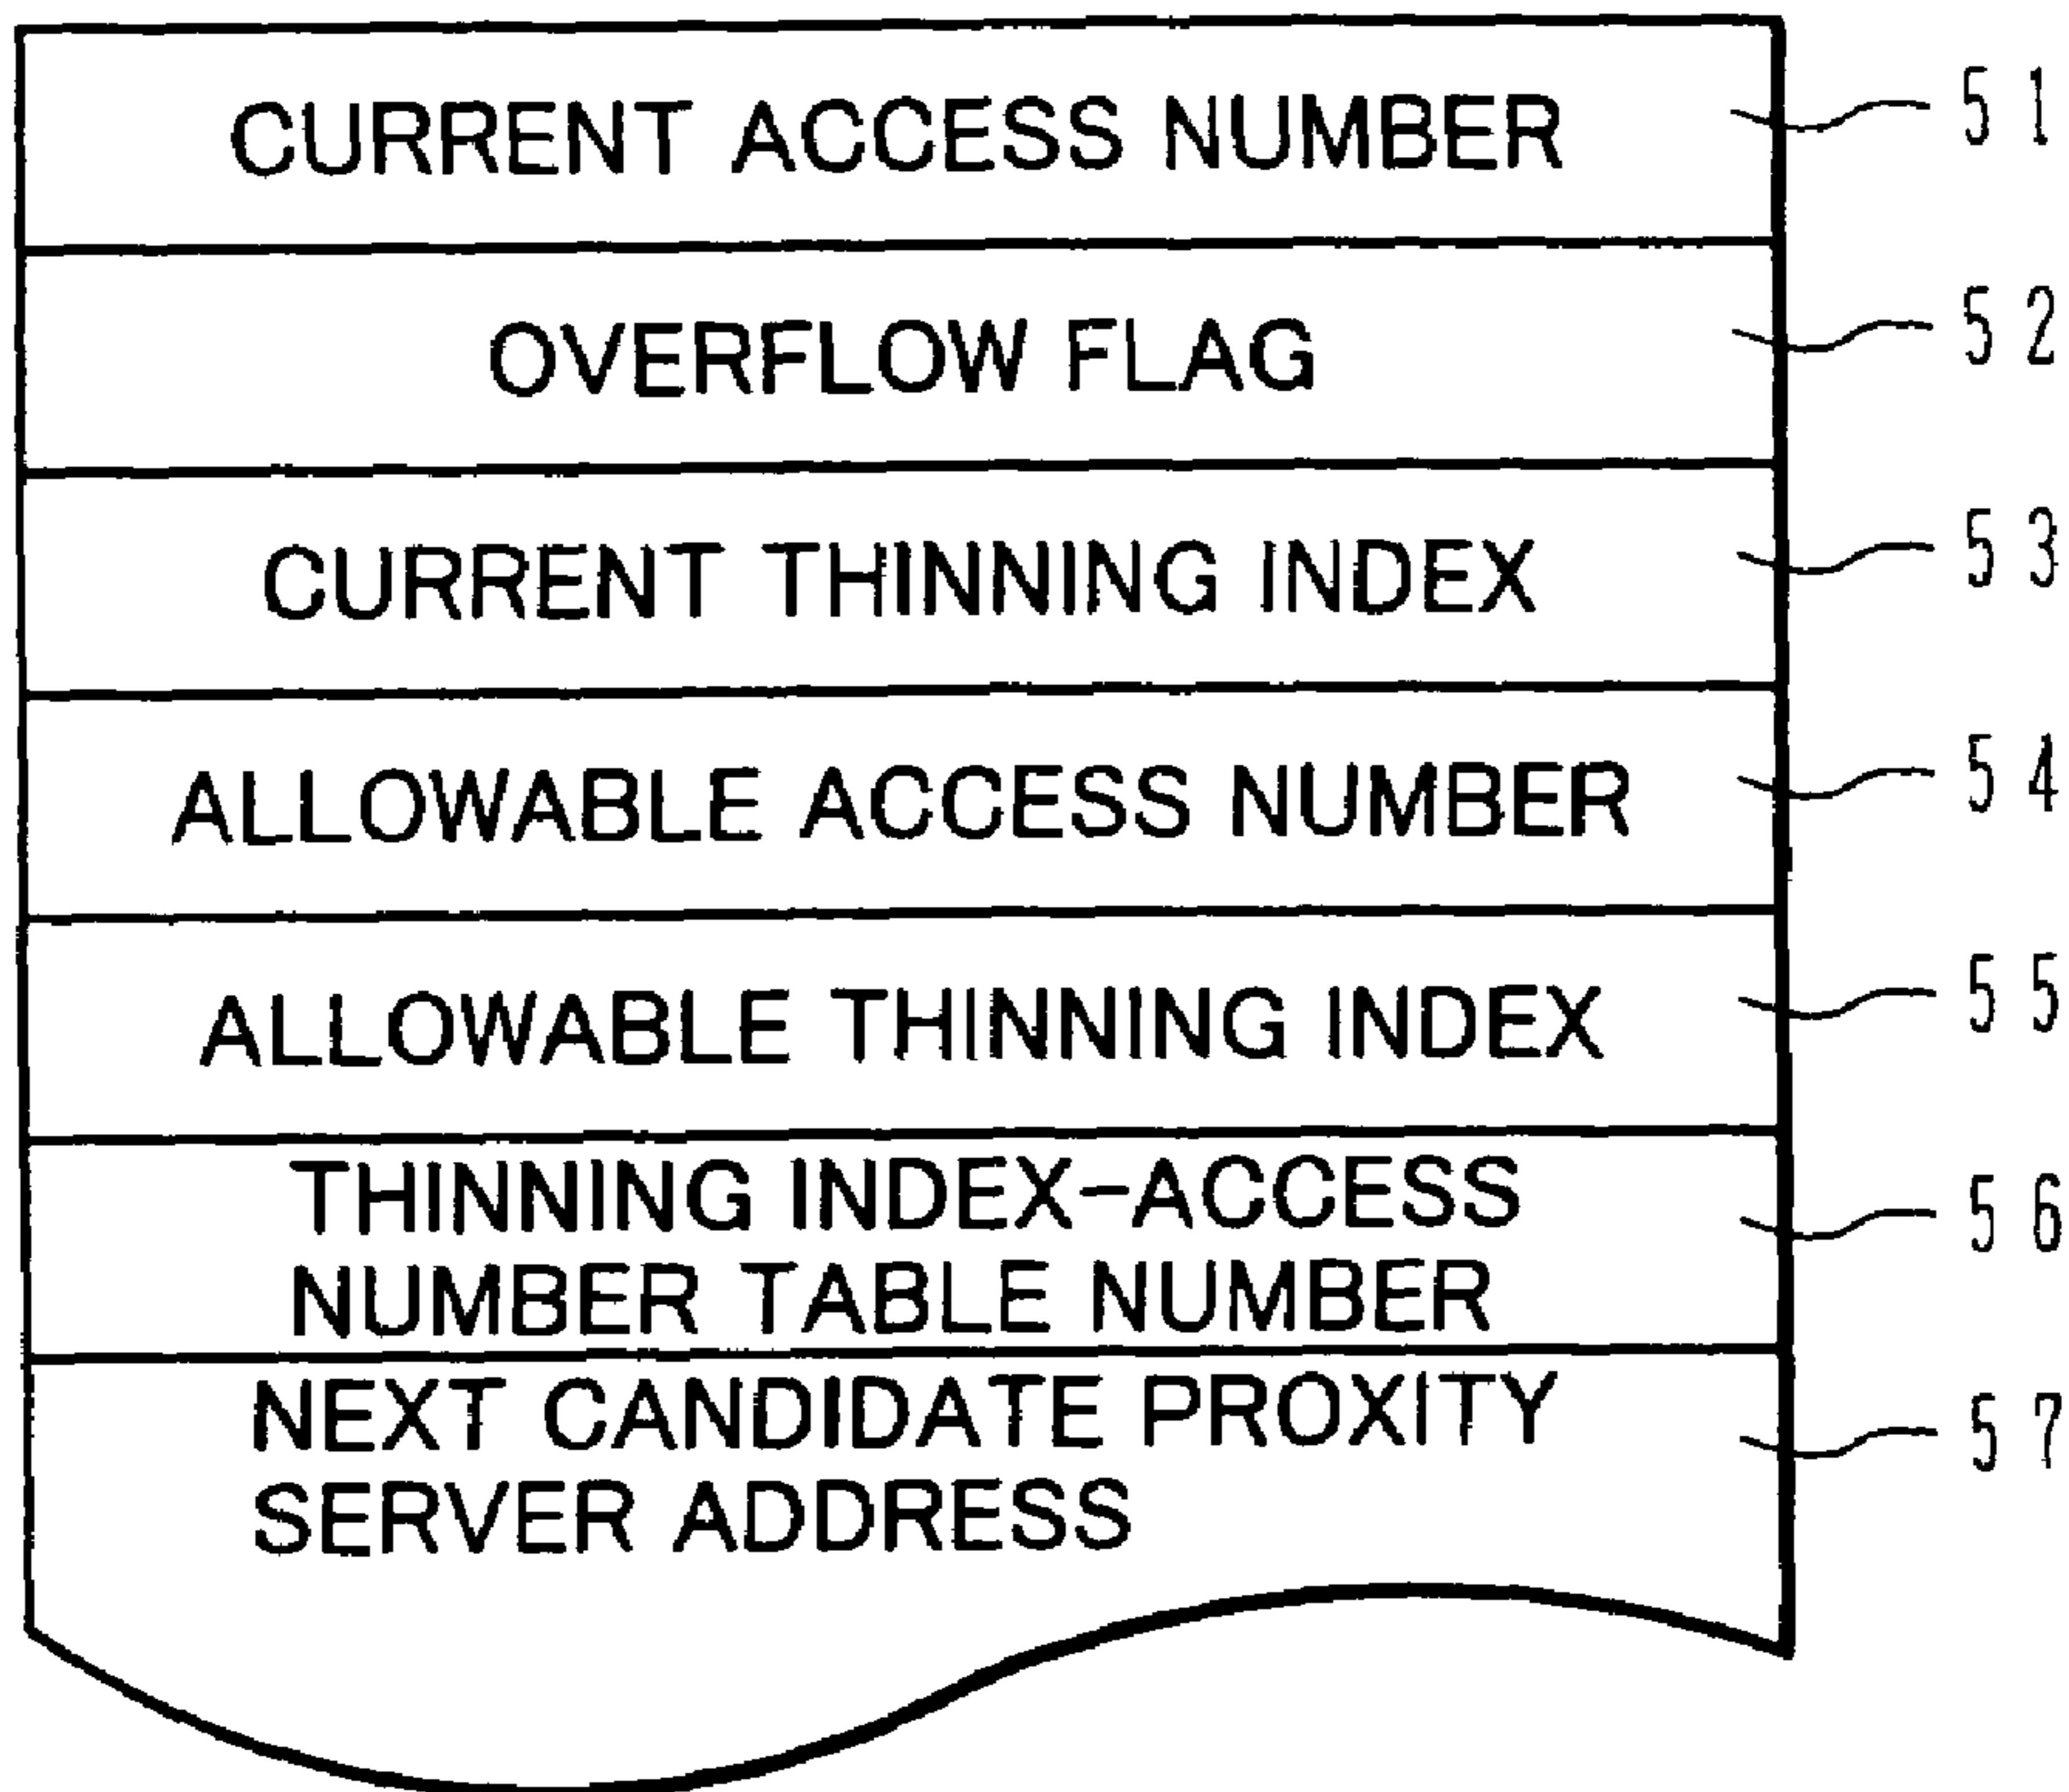 CURRENT ACCESS NUMBER 51
OVERFLOW FLAG 52
CURRENT THINNING INDEX 53
ALLOWABLE ACCESS NUMBER 54
ALLOWABLE THINNING INDEX 55
THINNING INDEX-ACCESS 56
NUMBER TABLE NUMBER
NEXT CANDIDATE PROXITY 57
SERVER ADDRESS